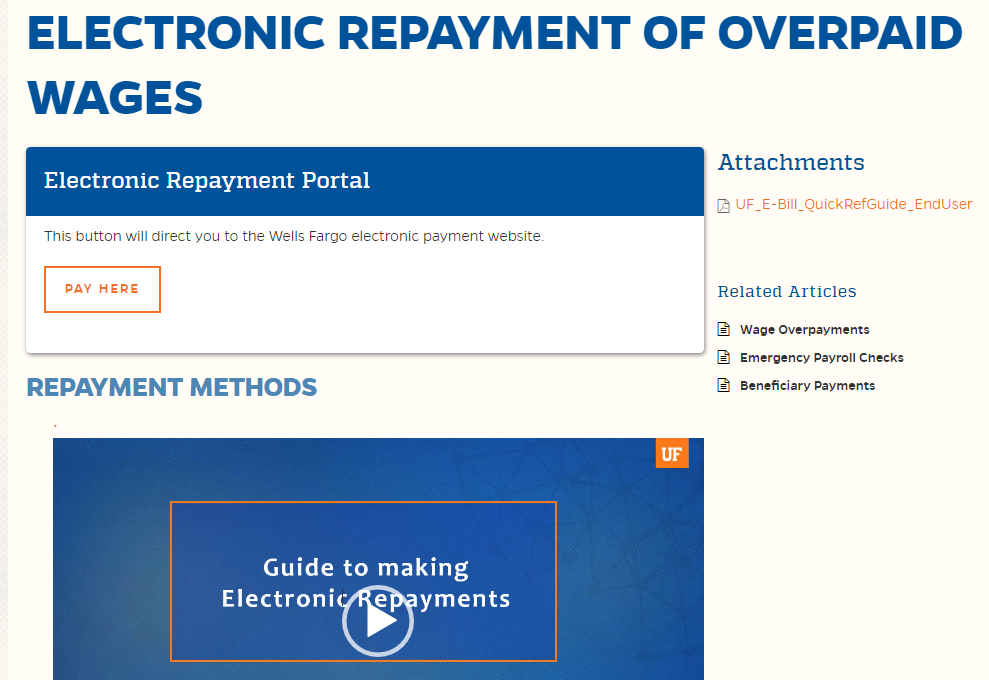 ELECTRONIC REPAYMENT OF OVERPAID
WAGES
Electronic Repayment Portal
This button will direct you to the Wells Fargo electronic payment website.
PAY HERE
Attachments
UF_E-Bill_QuickRefGuide_EndUser
Related Articles
Wage Overpayments
Emergency Payroll Checks
Beneficiary Payments
REPAYMENT METHODS
.
UF
Guide to making
Electronic Repayments